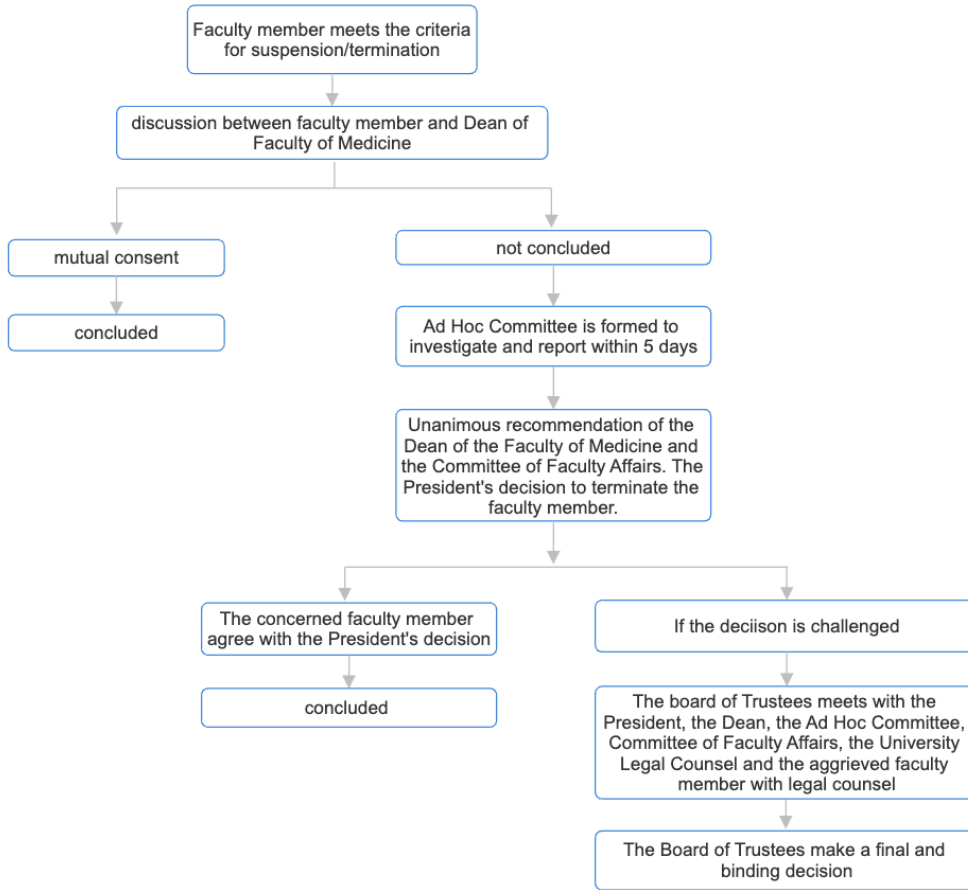 Faculty member meets the criteria
for suspension/termination
discussion between faculty member and Dean of
Faculty of Medicine
mutual consent
concluded
not concluded
Ad Hoc Committee is formed to
investigate and report within 5 days
Unanimous recommendation of the
Dean of the Faculty of Medicine and
the Committee of Faculty Affairs. The
President's decision to terminate the
faculty member.
The concerned faculty member
agree with the President's decision
concluded
If the deciison is challenged
The board of Trustees meets with the
President, the Dean, the Ad Hoc Committee,
Committee of Faculty Affairs, the University
Legal Counsel and the aggrieved faculty
member with legal counsel
The Board of Trustees make a final and
binding decision